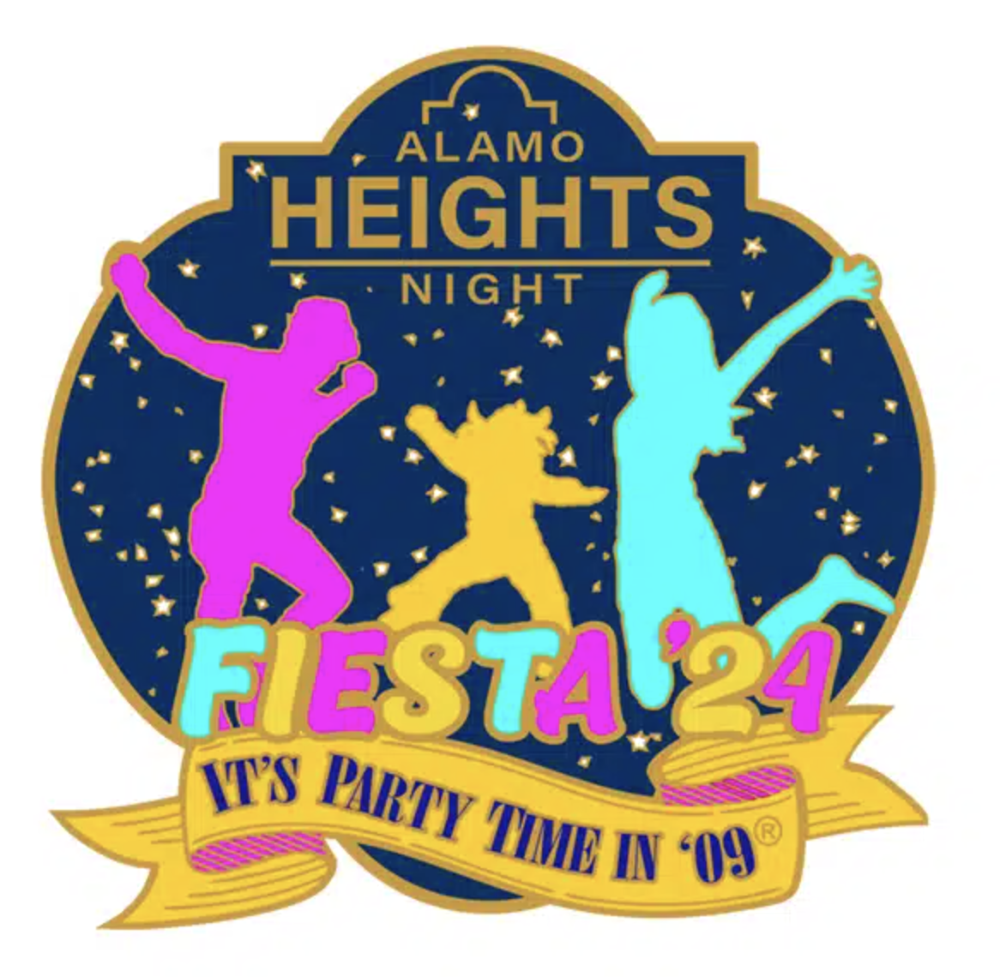 ALAMO
HEIGHTS
NIGHT
FIESTA '24
IT'S PARTY TIME IN ‘09®